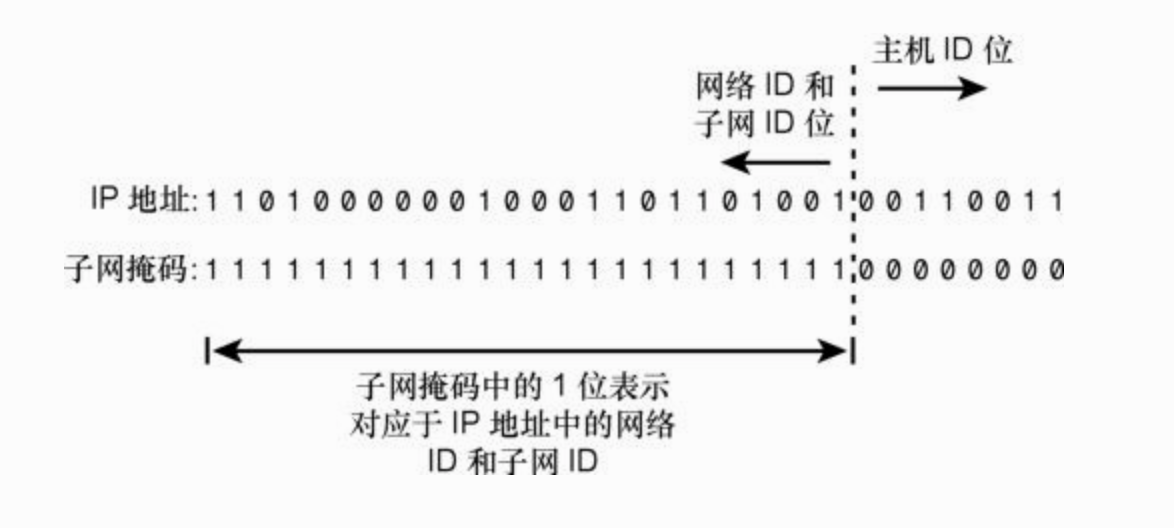 主机 ID 位
网络 ID 和
子网 ID 位
IP 地址: 1 1 0 1 0 0 0 0 0 0 1 0 0 0 1 1 0 1 1 0 1 0 0 1 0 0 1 1 0 0 1 1
子网掩码: 1 1 1 1 1 1 1 1 1 1 1 1 1 1 1 1 1 1 1 1 1 1 1 1 0 0 0 0 0 0 0 0
子网掩码中的 1 位表示
对应于 IP 地址中的网络
ID 和子网 ID